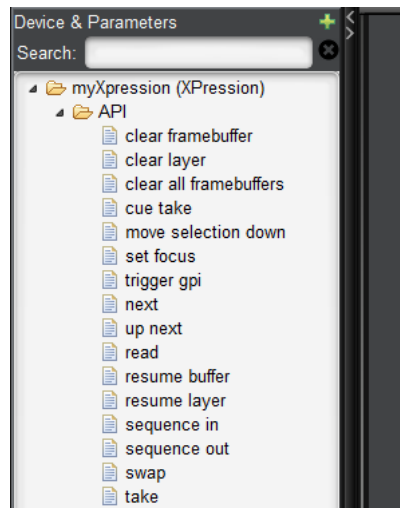 Device & Parameters
Search:
myXpression (XPression)
API
clear framebuffer
clear layer
clear all framebuffers
cue take
move selection down
set focus
trigger gpi
next
up next
read
resume buffer
resume layer
sequence in
sequence out
swap
take